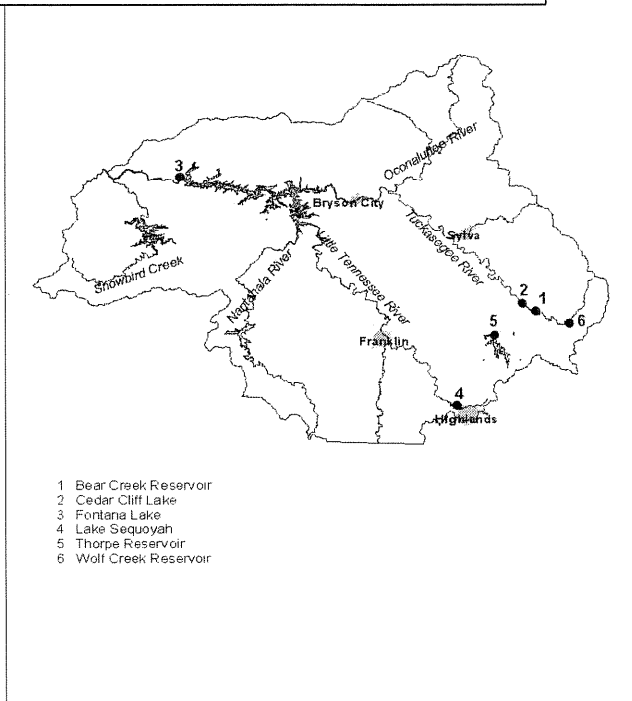 3
Oconaluftee River
Bryson City
Tuckasegee River
Sylva
Snowbird Creek
Nantahala River
Little Tennessee River
2
1
5
6
Franklin
4
Highlands
1 Bear Creek Reservoir
2 Cedar Cliff Lake
3 Fontana Lake
4 Lake Sequoyah
5 Thorpe Reservoir
6 Wolf Creek Reservoir